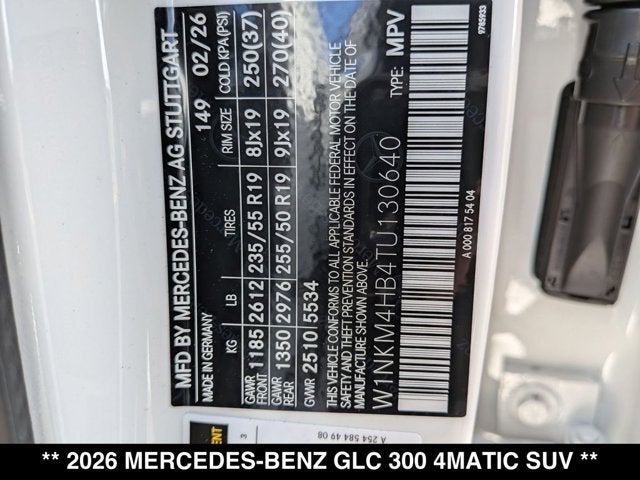 MFD BY MERCEDES-BENZ AG STUTTGART
MADE IN GERMANY 149 02/26
KG LB TIRES RIM SIZE COLD KPA(PSI)
GAWR FRONT 1185 2612 235/55 R19 8Jx19 250(37)
GAWR REAR 1350 2976 255/50 R19 9Jx19 270(40)
GVWR 2510 5534
THIS VEHICLE CONFORMS TO ALL APPLICABLE FEDERAL MOTOR VEHICLE
SAFETY AND THEFT PREVENTION STANDARDS IN EFFECT ON THE DATE OF
MANUFACTURE SHOWN ABOVE.
W1NKM4HB4TU130640 TYPE: MPV
A 000 817 54 04
9785933
3
A 254 584 49 08
** 2026 MERCEDES-BENZ GLC 300 4MATIC SUV **